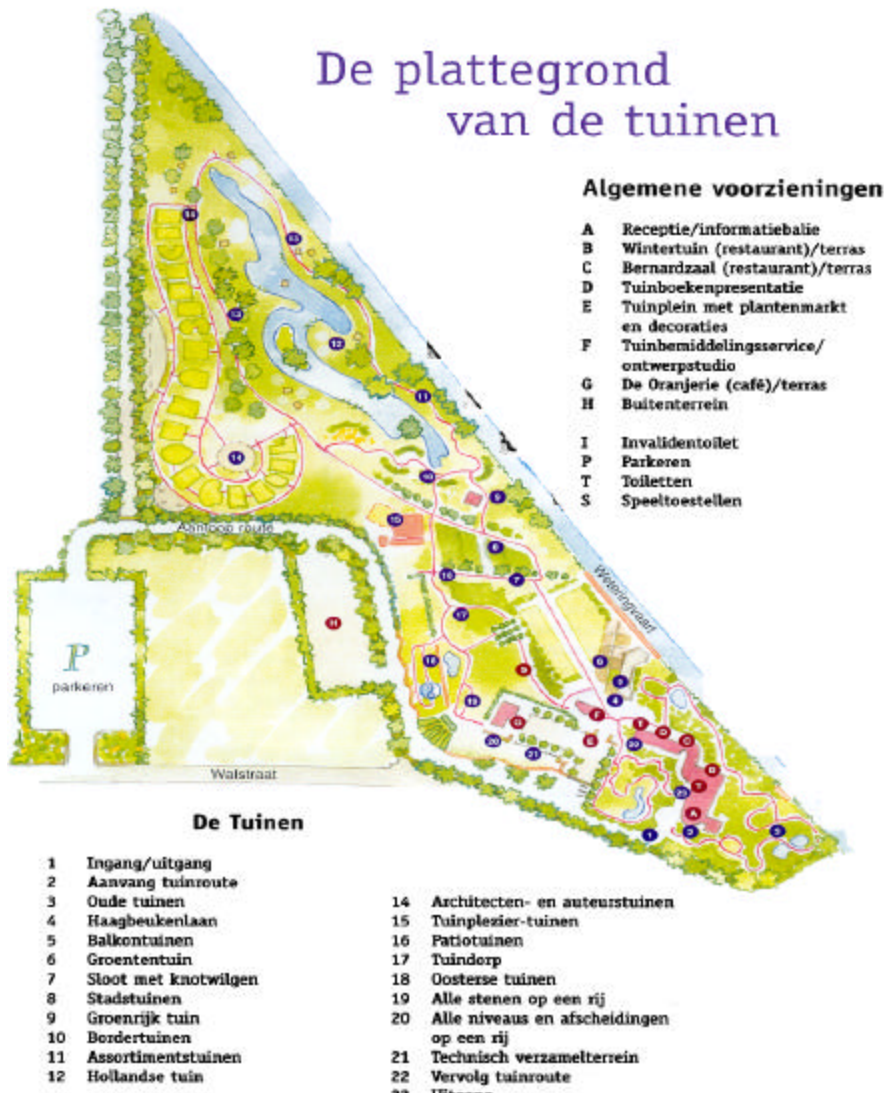 De plattegrond
van de tuinen
Algemene voorzieningen
A Receptie/informatiebalie
B Wintertuin (restaurant)/terras
C Bernardzaal (restaurant)/terras
D Tuinboekenpresentatie
E Tuinplein met plantenmarkt
en decoraties
F Tuinbemiddelingsservice/
ontwerpstudio
G De Oranjerie (café)/terras
H Buitenterrein
I Invalidentoilet
P Parkeren
T Toiletten
S Speeltoestellen
Aanloop route
Weteringvaart
H
P
parkeren
Walstraat
De Tuinen
1 Ingang/uitgang
2 Aanvang tuinroute
3 Oude tuinen
4 Haagbeukenlaan
5 Balkontuinen
6 Groententuin
7 Sloot met knotwilgen
8 Stadstuinen
9 Groenrijk tuin
10 Bordertuinen
11 Assortimentstuinen
12 Hollandse tuin
14 Architecten- en auteurstuinen
15 Tuinplezier-tuinen
16 Patiotuinen
17 Tuindorp
18 Oosterse tuinen
19 Alle stenen op een rij
20 Alle niveaus en afscheidingen
op een rij
21 Technisch verzamelterrein
22 Vervolg tuinroute